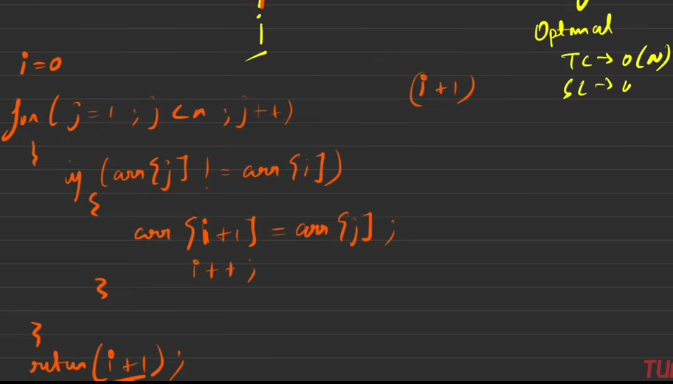 i
Optimal
TC → O(N)
SC → O
i = 0
(i+1)
for( j=1 ; j < n ; j++)
{
if (arr[j] != arr[i])
{
arr[i+1] = arr[j] ;
i++ ;
}
}
return(i+1) ;